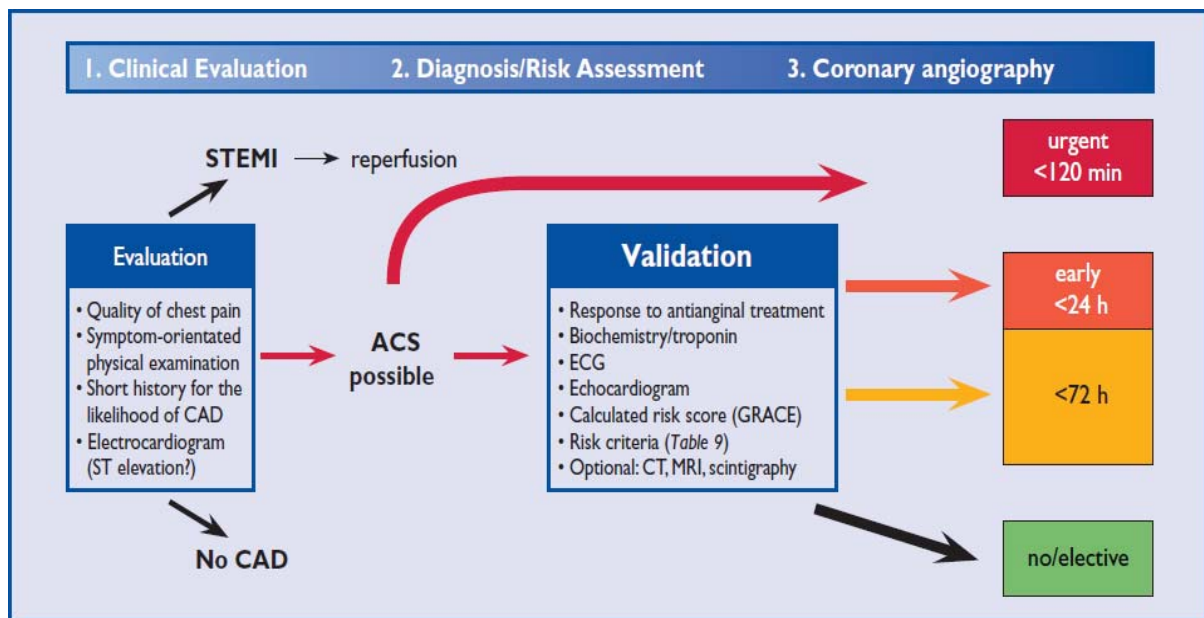 1. Clinical Evaluation 2. Diagnosis/Risk Assessment 3. Coronary angiography
STEMI
reperfusion
Evaluation
• Quality of chest pain
• Symptom-orientated
physical examination
• Short history for the
likelihood of CAD
• Electrocardiogram
(ST elevation?)
No CAD
ACS
possible
Validation
• Response to antianginal treatment
• Biochemistry/troponin
• ECG
• Echocardiogram
• Calculated risk score (GRACE)
• Risk criteria (Table 9)
• Optional: CT, MRI, scintigraphy
urgent
<120 min
early
<24 h
<72 h
no/elective